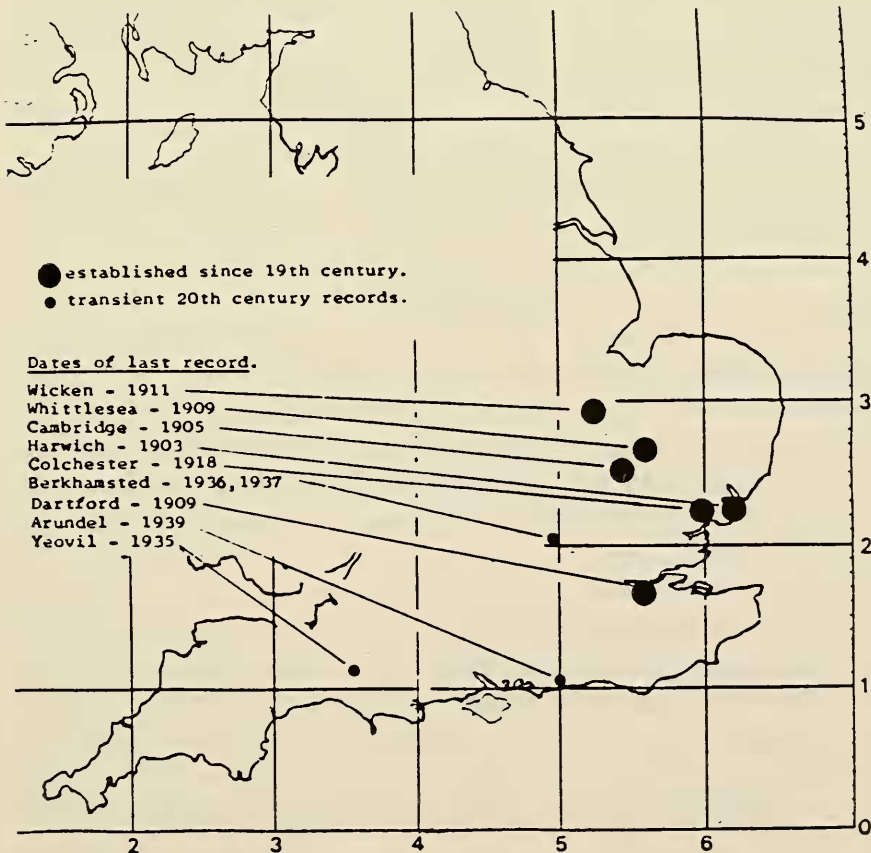 5
4
established since 19th century.
transient 20th century records.
Dates of last record.
3
Wicken - 1911
Whittlesea - 1909
Cambridge - 1905
Harwich - 1903
Colchester - 1918
Berkhamsted - 1936,1937
Dartford - 1909
Arundel - 1939
Yeovil - 1935
2
1
0
2 3 4 5 6